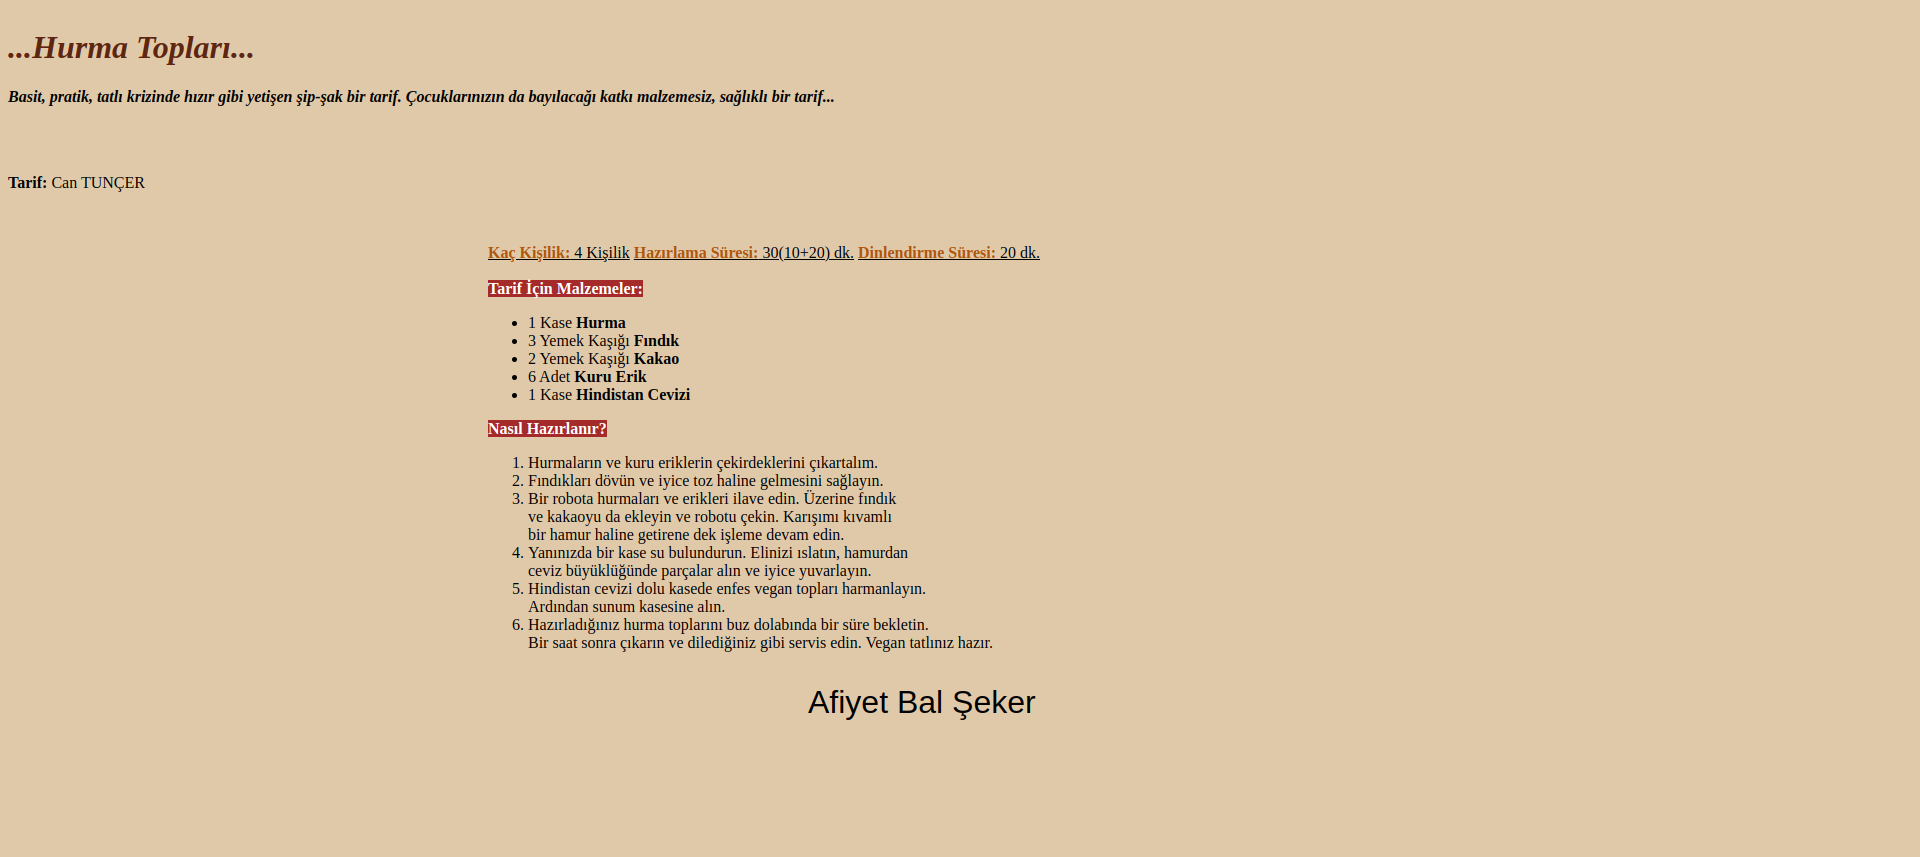 ...Hurma Topları...
Basit, pratik, tatlı krizinde hızır gibi yetişen şip-şak bir tarif. Çocuklarınızın da bayılacağı katkı malzemesiz, sağlıklı bir tarif...
Tarif: Can TUNÇER
Kaç Kişilik: 4 Kişilik Hazırlama Süresi: 30(10+20) dk. Dinlendirme Süresi: 20 dk.
Tarif İçin Malzemeler:
• 1 Kase Hurma
• 3 Yemek Kaşığı Fındık
• 2 Yemek Kaşığı Kakao
• 6 Adet Kuru Erik
• 1 Kase Hindistan Cevizi
Nasıl Hazırlanır?
1. Hurmaların ve kuru eriklerin çekirdeklerini çıkartalım.
2. Fındıkları dövün ve iyice toz haline gelmesini sağlayın.
3. Bir robota hurmaları ve erikleri ilave edin. Üzerine fındık
ve kakaoyu da ekleyin ve robotu çekin. Karışımı kıvamlı
bir hamur haline getirene dek işleme devam edin.
4. Yanınızda bir kase su bulundurun. Elinizi ıslatın, hamurdan
ceviz büyüklüğünde parçalar alın ve iyice yuvarlayın.
5. Hindistan cevizi dolu kasede enfes vegan topları harmanlayın.
Ardından sunum kasesine alın.
6. Hazırladığınız hurma toplarını buz dolabında bir süre bekletin.
Bir saat sonra çıkarın ve dilediğiniz gibi servis edin. Vegan tatlınız hazır.
Afiyet Bal Şeker